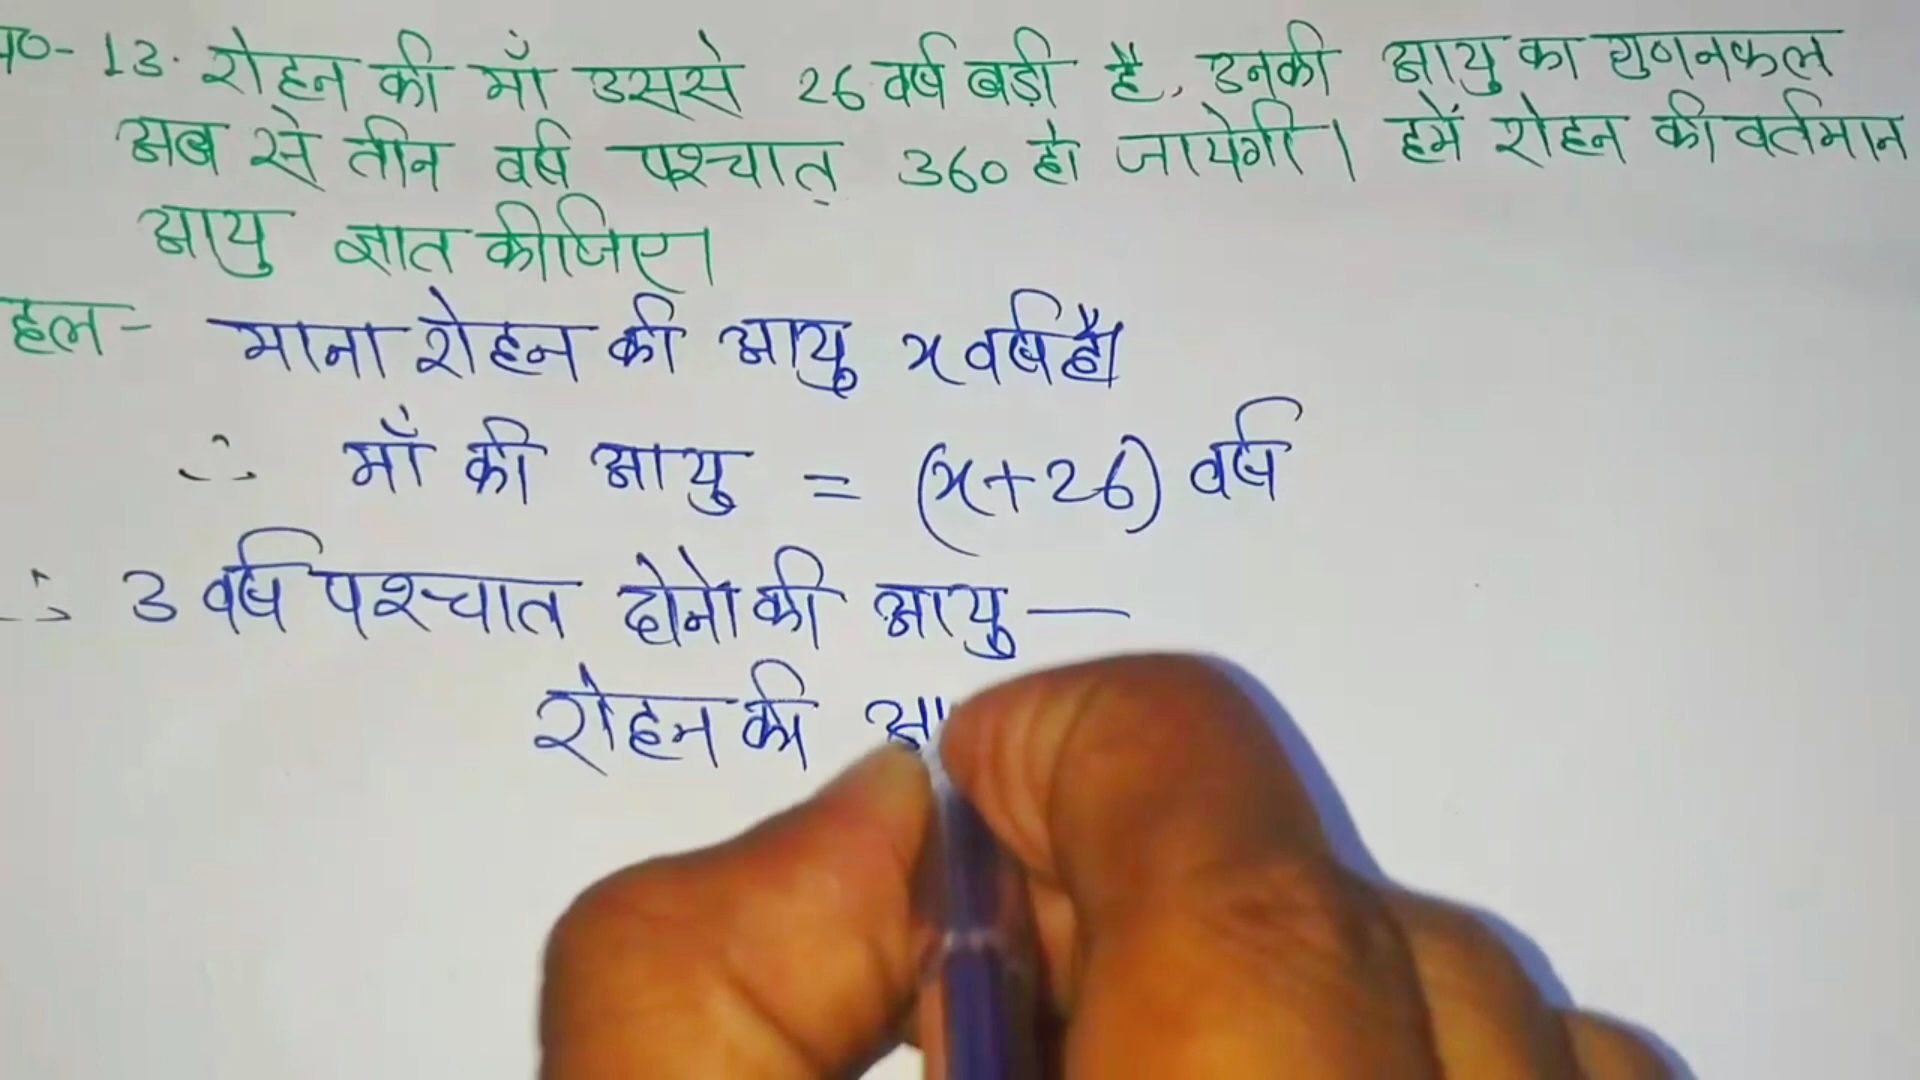 प्र०- 13. रोहन की माँ उससे 26 वर्ष बड़ी है, उनकी आयु का गुणनफल
अब से तीन वर्ष पश्चात् 360 हो जायेगी। हमें रोहन की वर्तमान
आयु ज्ञात कीजिए।
हल- माना रोहन की आयु x वर्ष है।
∴ माँ की आयु = (x+26) वर्ष
∴ 3 वर्ष पश्चात दोनो की आयु —
रोहन की आ